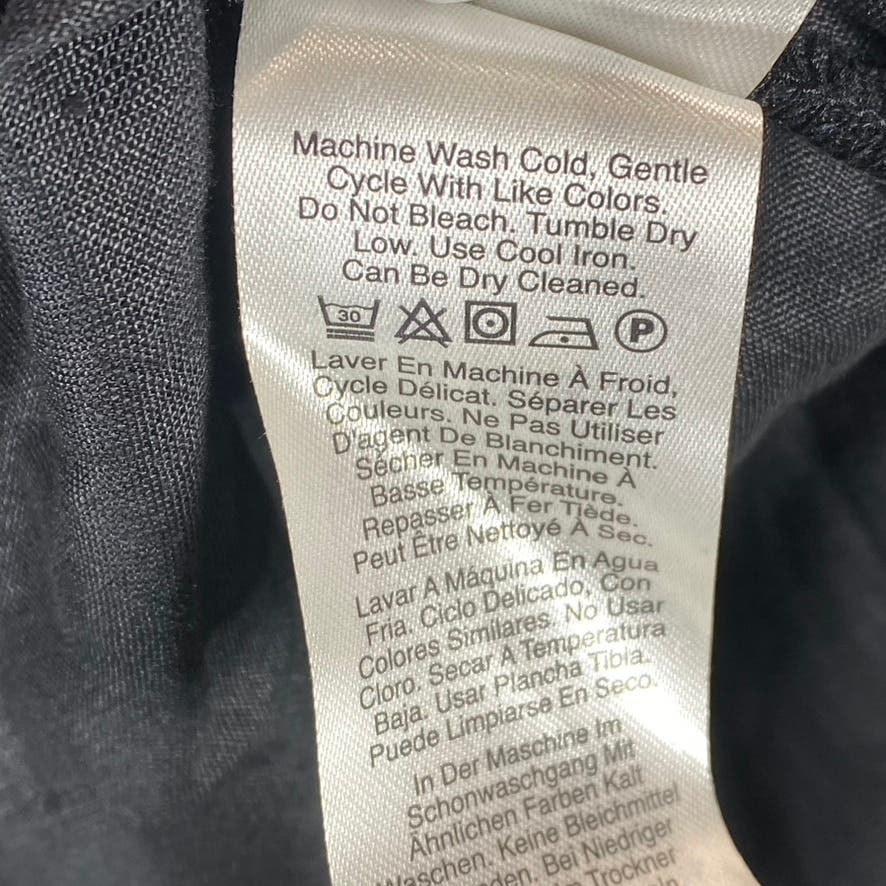 Machine Wash Cold, Gentle
Cycle With Like Colors.
Do Not Bleach. Tumble Dry
Low. Use Cool Iron.
Can Be Dry Cleaned.
30 P
Laver En Machine À Froid,
Cycle Délicat. Séparer Les
Couleurs. Ne Pas Utiliser
D'agent De Blanchiment.
Sécher En Machine À
Basse Température.
Repasser À Fer Tiède.
Peut Être Nettoyé À Sec.
Lavar A Máquina En Agua
Fria. Ciclo Delicado, Con
Colores Similares. No Usar
Cloro. Secar A Temperatura
Baja. Usar Plancha Tibia.
Puede Limpiarse En Seco.
In Der Maschine Im
Schonwaschgang Mit
Ähnlichen Farben Kalt
Waschen. Keine Bleichmittel
Bei Niedriger
Trockner